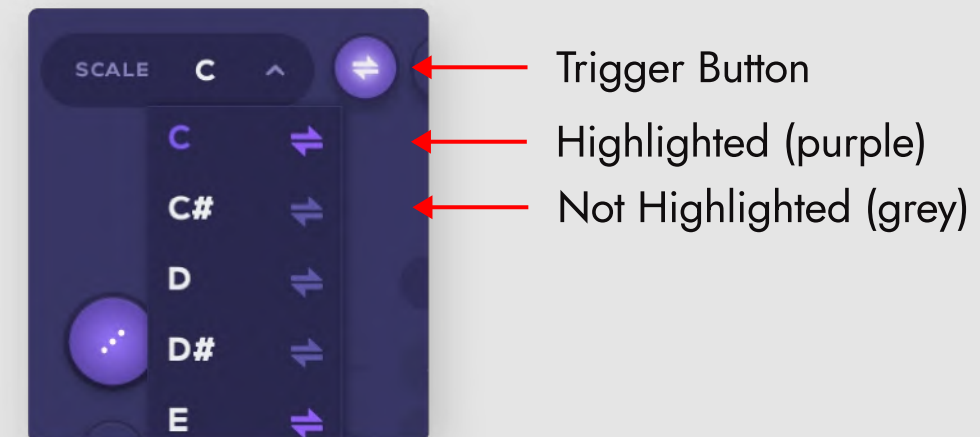 SCALE C
Trigger Button
C
Highlighted (purple)
C#
Not Highlighted (grey)
D
D#
E